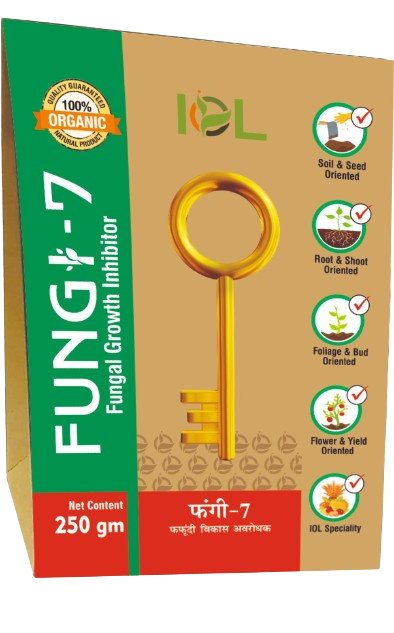 QUALITY GUARANTEED
100%
ORGANIC
NATURAL PRODUCT
FUNGI-7
Fungal Growth Inhibitor
Net Content
250 gm
IOL
Soil & Seed
Oriented
Root & Shoot
Oriented
Foliage & Bud
Oriented
Flower & Yield
Oriented
IOL Speciality
फंगी-7
फफूंदी विकास अवरोधक